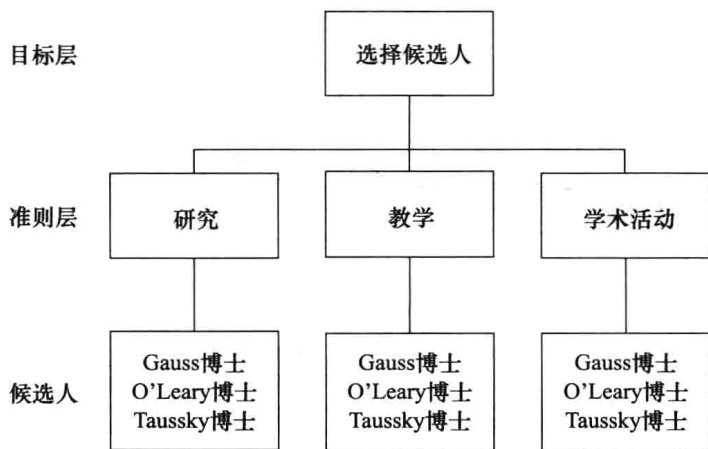 目标层
选择候选人
准则层
研究
教学
学术活动
候选人
Gauss博士
O'Leary博士
Taussky博士
Gauss博士
O'Leary博士
Taussky博士
Gauss博士
O'Leary博士
Taussky博士